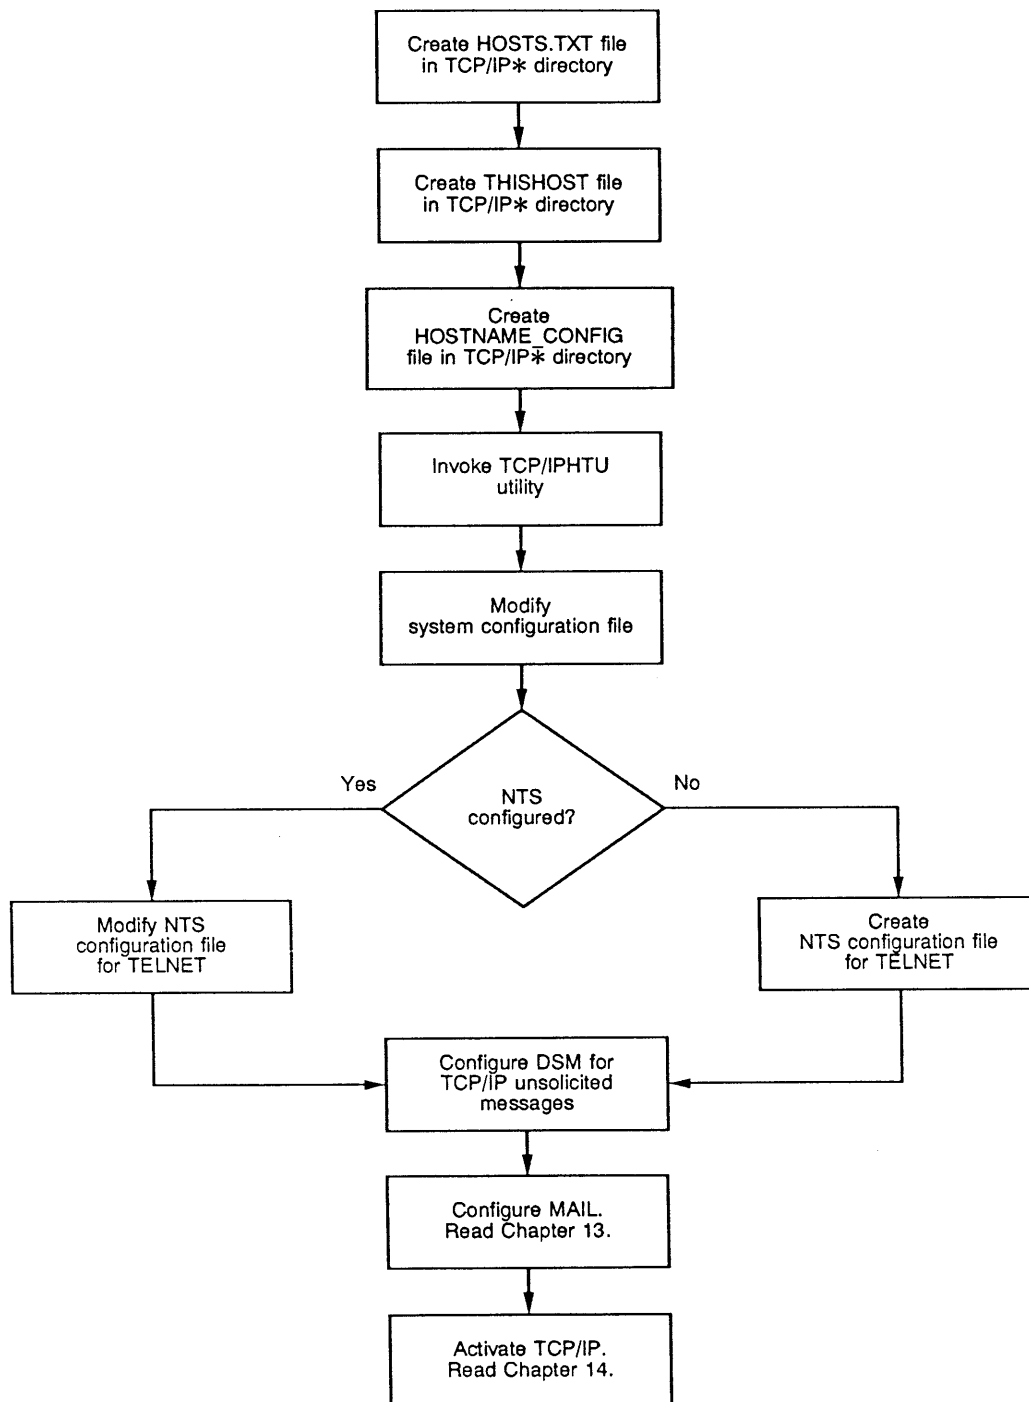 Create HOSTS.TXT file
in TCP/IP* directory
Create THISHOST file
in TCP/IP* directory
Create
HOSTNAME_CONFIG
file in TCP/IP* directory
Invoke TCP/IPHTU
utility
Modify
system configuration file
Yes
No
NTS
configured?
Modify NTS
configuration file
for TELNET
Create
NTS configuration file
for TELNET
Configure DSM for
TCP/IP unsolicited
messages
Configure MAIL.
Read Chapter 13.
Activate TCP/IP.
Read Chapter 14.